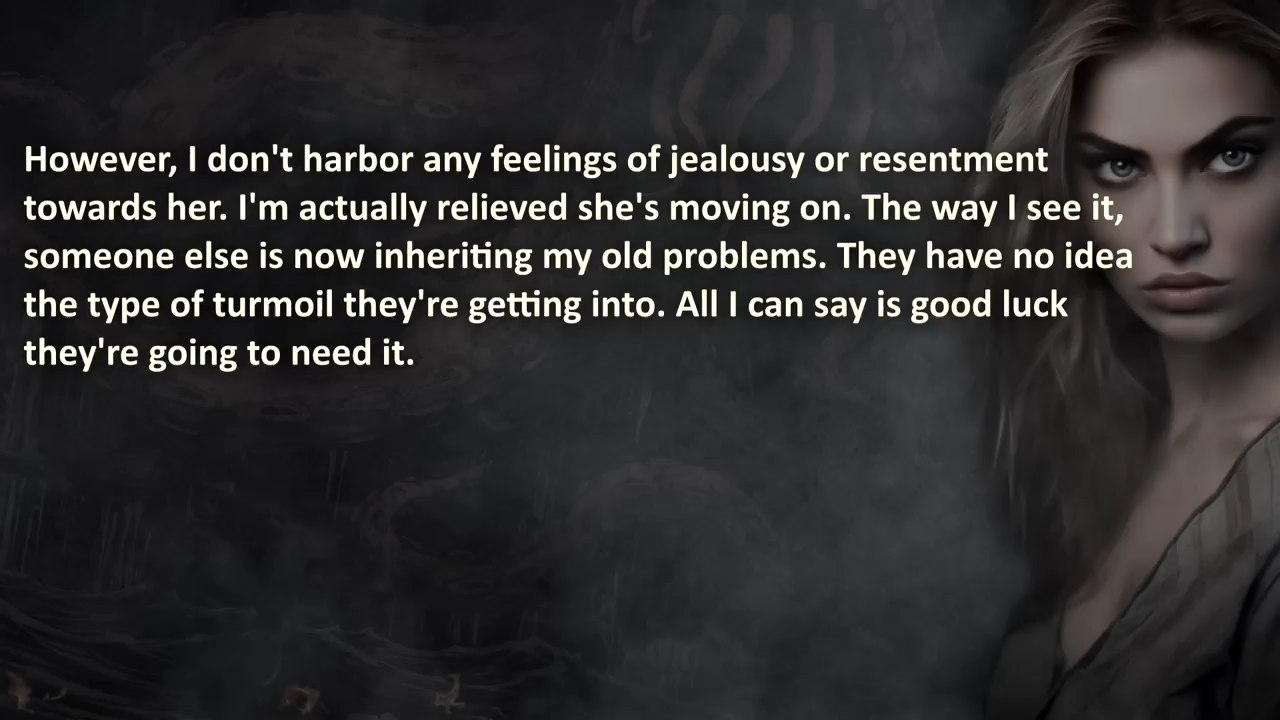 However, I don't harbor any feelings of jealousy or resentment
towards her. I'm actually relieved she's moving on. The way I see it,
someone else is now inheriting my old problems. They have no idea
the type of turmoil they're getting into. All I can say is good luck
they're going to need it.